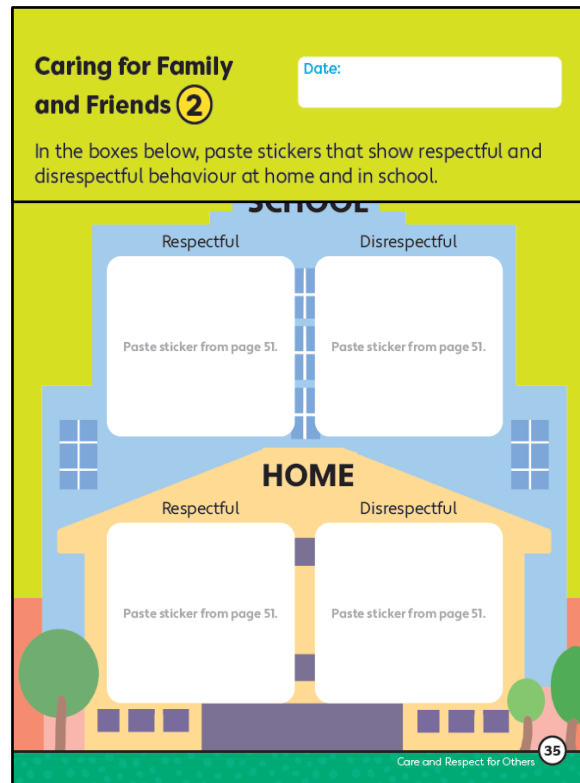 Caring for Family
and Friends 2
Date:
In the boxes below, paste stickers that show respectful and
disrespectful behaviour at home and in school.
SCHOOL
Respectful Disrespectful
Paste sticker from page 51. Paste sticker from page 51.
HOME
Respectful Disrespectful
Paste sticker from page 51. Paste sticker from page 51.
Care and Respect for Others 35